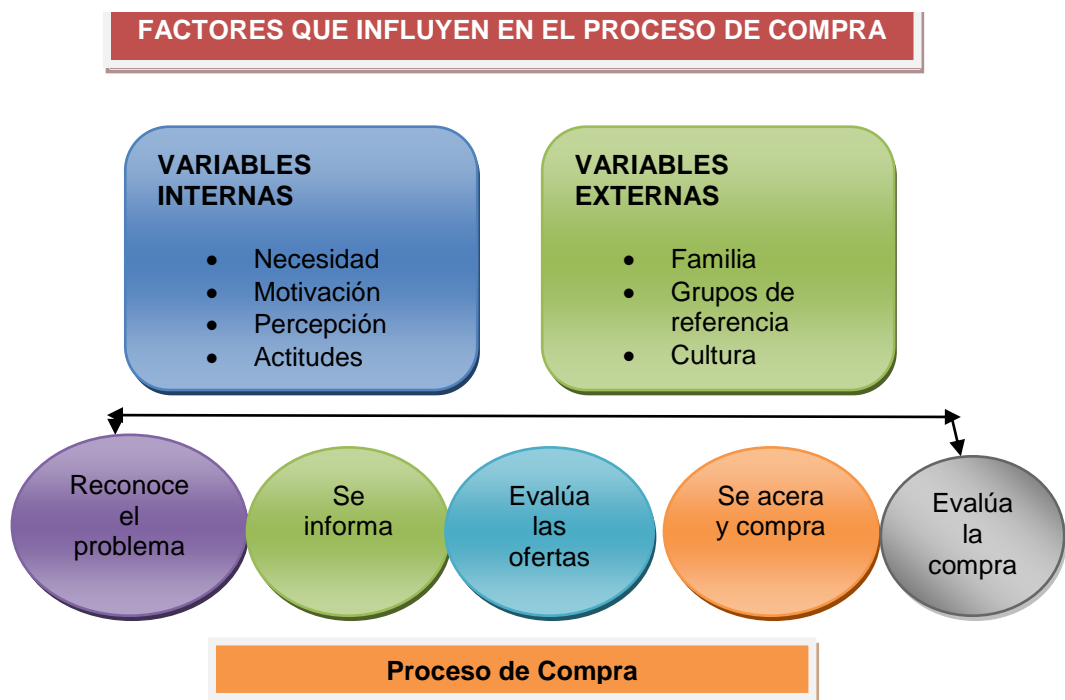 FACTORES QUE INFLUYEN EN EL PROCESO DE COMPRA
VARIABLES
INTERNAS
• Necesidad
• Motivación
• Percepción
• Actitudes
VARIABLES
EXTERNAS
• Familia
• Grupos de
referencia
• Cultura
Reconoce
el
problema
Se
informa
Evalúa
las
ofertas
Se acera
y compra
Evalúa
la
compra
Proceso de Compra